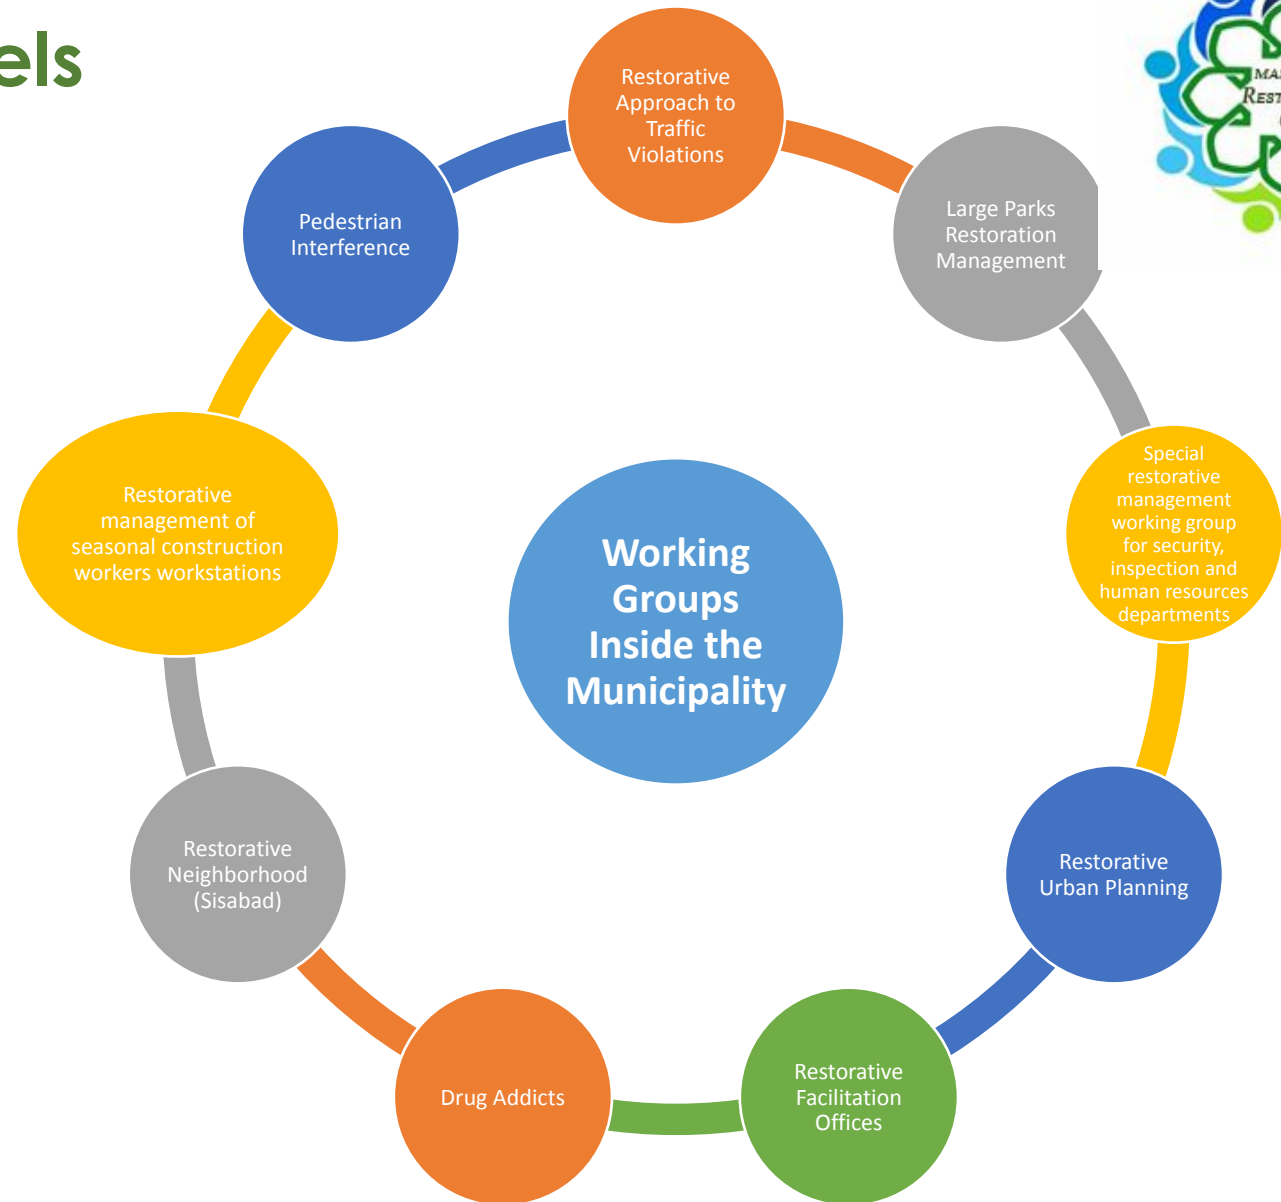 els
Restorative
Approach to
Traffic
Violations
Large Parks
Restoration
Management
Special
restorative
management
working group
for security,
inspection and
human resources
departments
Restorative
Urban Planning
Restorative
Facilitation
Offices
Drug Addicts
Restorative
Neighborhood
(Sisabad)
Restorative
management of
seasonal construction
workers workstations
Pedestrian
Interference
Working
Groups
Inside the
Municipality